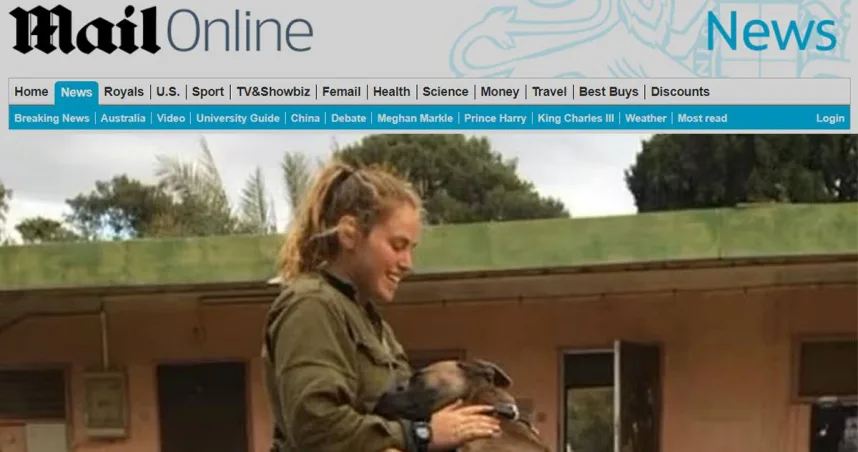 Mail Online News
Home News Royals U.S. Sport TV&Showbiz Femail Health Science Money Travel Best Buys Discounts
Breaking News Australia Video University Guide China Debate Meghan Markle Prince Harry King Charles III Weather Most read Login